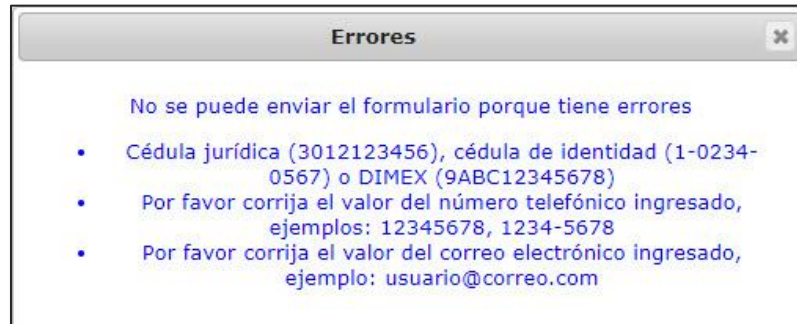 Errores
No se puede enviar el formulario porque tiene errores
• Cédula jurídica (3012123456), cédula de identidad (1-0234-
0567) o DIMEX (9ABC12345678)
• Por favor corrija el valor del número telefónico ingresado,
ejemplos: 12345678, 1234-5678
• Por favor corrija el valor del correo electrónico ingresado,
ejemplo: usuario@correo.com